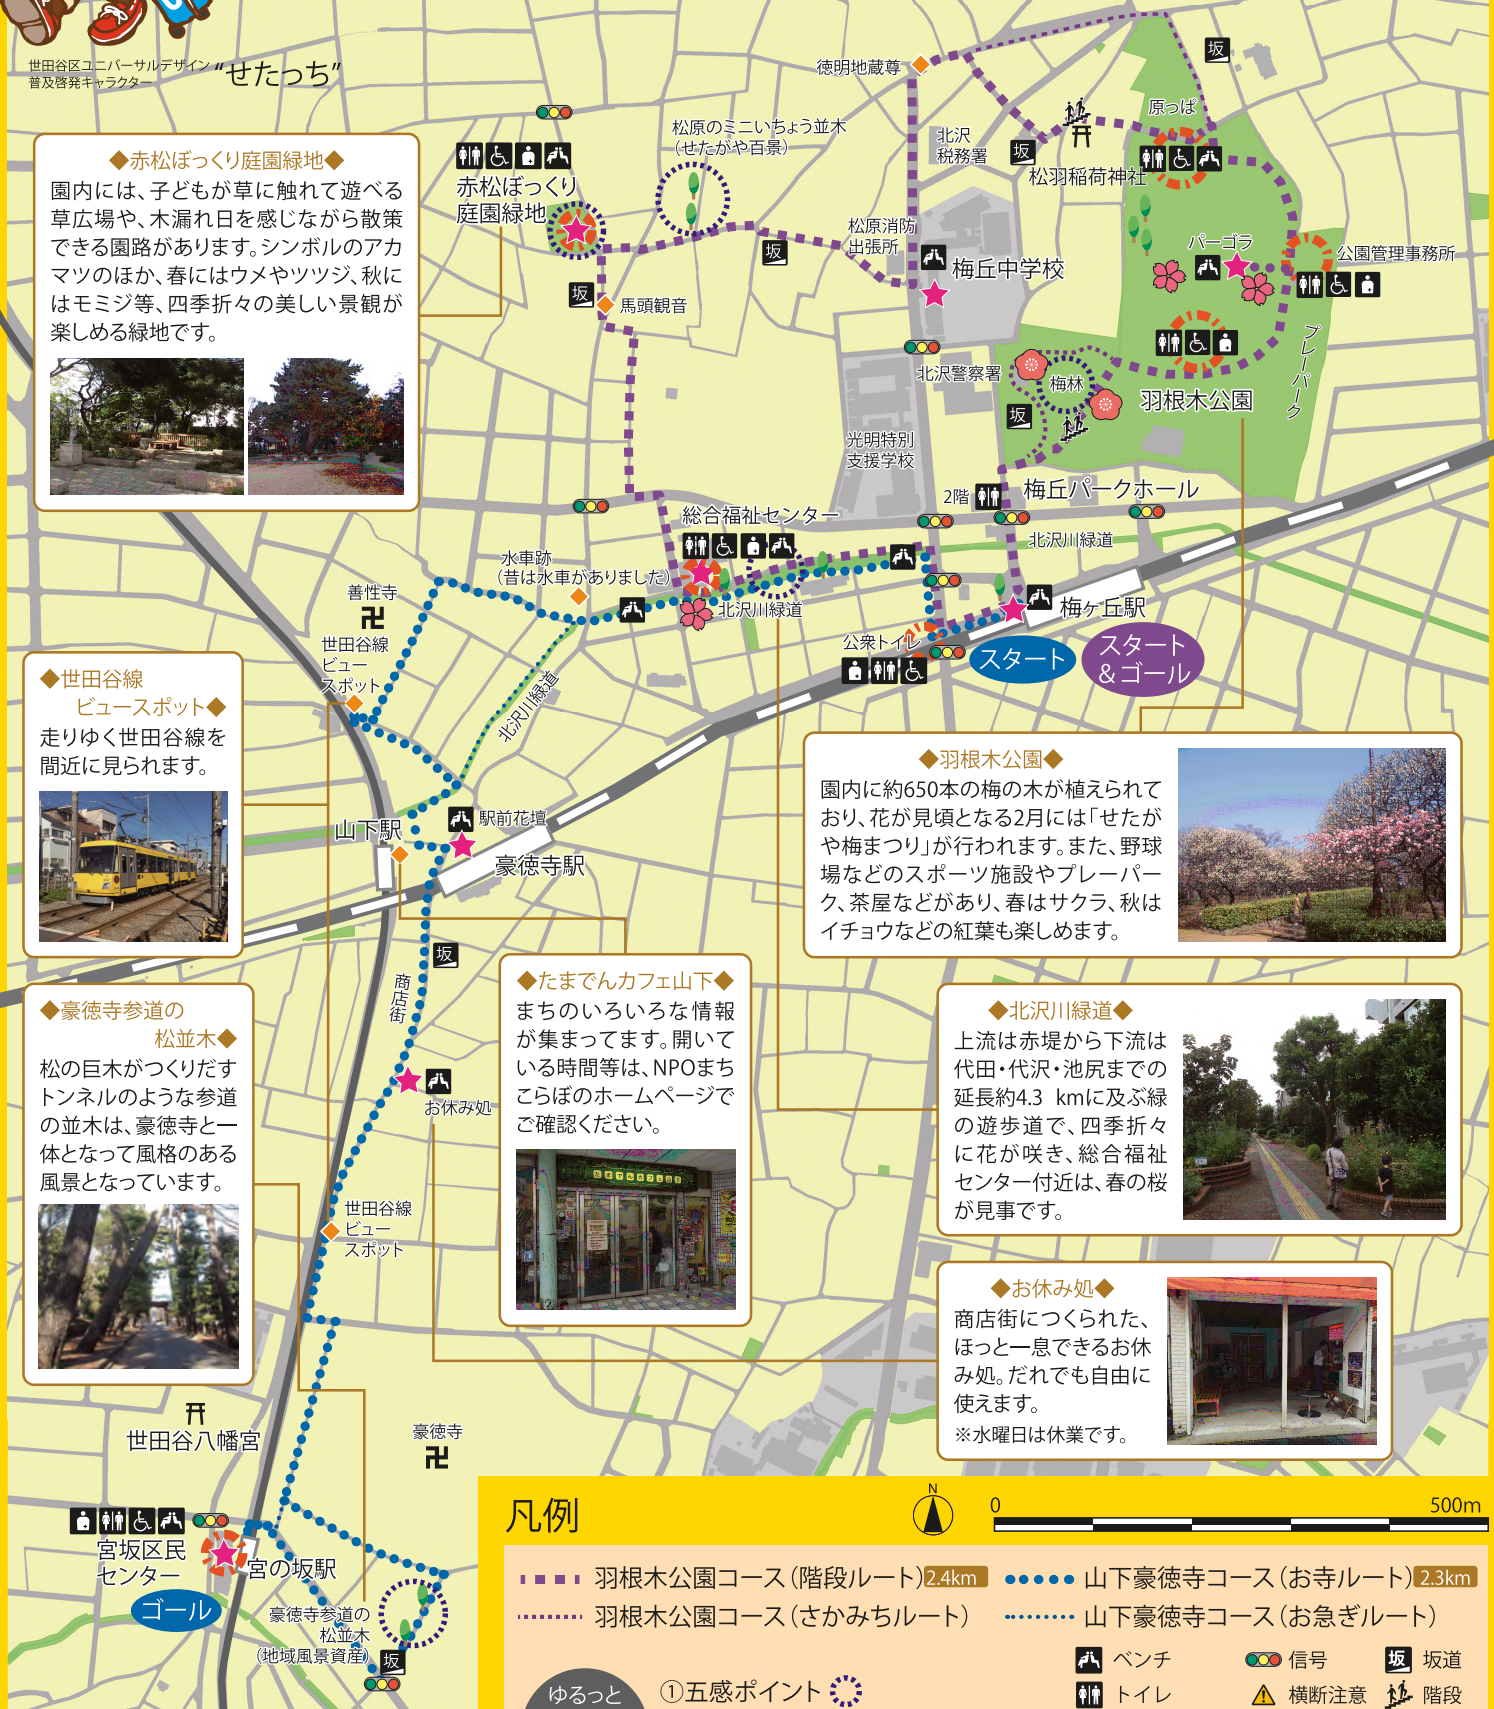 世田谷区ユニバーサルデザイン
普及啓発キャラクター
“せたっち”
徳明地蔵尊
坂
原っぱ
松原のミニいちょう並木
（せたがや百景）
北沢
税務署
坂
松羽稲荷神社
◆赤松ぼっくり庭園緑地◆
園内には、子どもが草に触れて遊べる
草広場や、木漏れ日を感じながら散策
できる園路があります。シンボルのアカ
マツのほか、春にはウメやツツジ、秋に
はモミジ等、四季折々の美しい景観が
楽しめる緑地です。
赤松ぼっくり
庭園緑地
松原消防
出張所
坂
梅丘中学校
パーゴラ
公園管理事務所
坂
馬頭観音
プレーパーク
北沢警察署
梅林
坂
羽根木公園
光明特別
支援学校
2階
梅丘パークホール
総合福祉センター
北沢川緑道
水車跡
（昔は水車がありました）
善性寺
北沢川緑道
梅ヶ丘駅
世田谷線
ビュー
スポット
公衆トイレ
スタート
スタート
＆ゴール
北沢川緑道
◆世田谷線
ビュースポット◆
走りゆく世田谷線を
間近に見られます。
山下駅
駅前花壇
豪徳寺駅
◆羽根木公園◆
園内に約650本の梅の木が植えられて
おり、花が見頃となる2月には「せたが
や梅まつり」が行われます。また、野球
場などのスポーツ施設やプレーパー
ク、茶屋などがあり、春はサクラ、秋は
イチョウなどの紅葉も楽しめます。
坂
商店街
◆たまでんカフェ山下◆
まちのいろいろな情報
が集まってます。開いて
いる時間等は、NPOまち
こらぼのホームページで
ご確認ください。
たまでんカフェ山下
◆豪徳寺参道の
松並木◆
松の巨木がつくりだす
トンネルのような参道
の並木は、豪徳寺と一
体となって風格のある
風景となっています。
お休み処
◆北沢川緑道◆
上流は赤堤から下流は
代田・代沢・池尻までの
延長約4.3 kmに及ぶ緑
の遊歩道で、四季折々
に花が咲き、総合福祉
センター付近は、春の桜
が見事です。
世田谷線
ビュー
スポット
◆お休み処◆
商店街につくられた、
ほっと一息できるお休
み処。だれでも自由に
使えます。
※水曜日は休業です。
世田谷八幡宮
豪徳寺
宮坂区民
センター
宮の坂駅
ゴール
豪徳寺参道の
松並木
（地域風景資産）
坂
凡例
N
0
500m
羽根木公園コース（階段ルート）2.4km
山下豪徳寺コース（お寺ルート）2.3km
羽根木公園コース（さかみちルート）
山下豪徳寺コース（お急ぎルート）
ベンチ
信号
坂 坂道
ゆるっと
①五感ポイント
トイレ
横断注意
階段